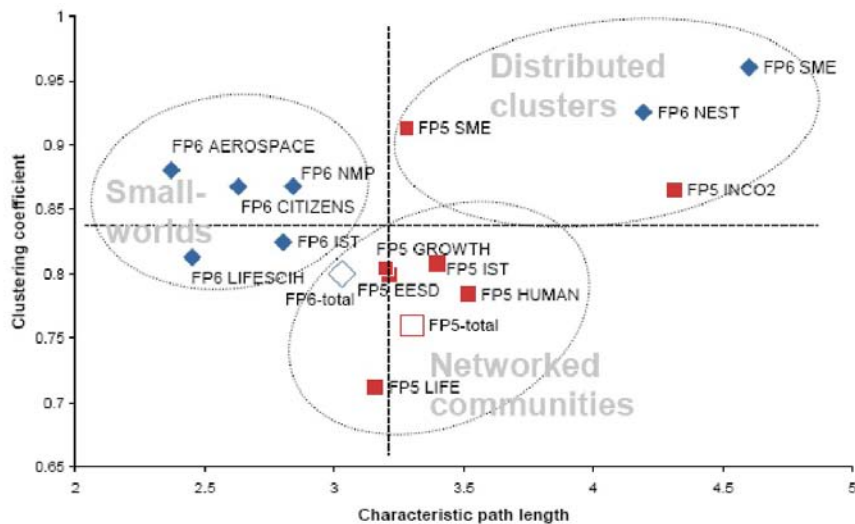 1
Distributed
clusters
FP6 SME
0.95
FP6 NEST
FP5 SME
0.9
FP6 AEROSPACE
FP6 NMP
Small-
worlds
FP6 CITIZENS
FP5 INCO2
0.85
FP6 IST
FP5 GROWTH
FP6 LIFESCIH
FP5 IST
0.8
FP6-total
FP5 EESD
FP5 HUMAN
FP5-total
0.75
Networked
communities
FP5 LIFE
0.7
0.65
2
2.5
3
3.5
4
4.5
5
Clustering coefficient
Characteristic path length